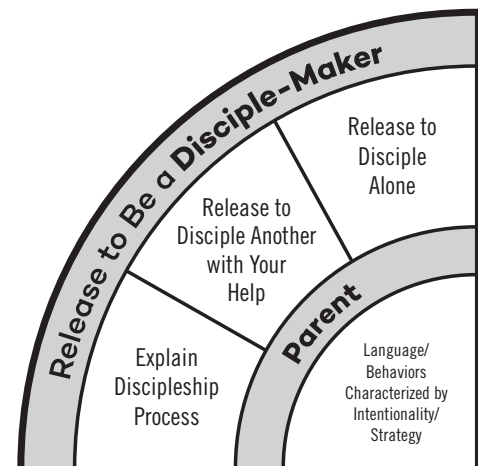 Release to Be a Disciple-Maker
Release to
Disciple
Alone
Release to
Disciple Another
with Your
Help
Explain
Discipleship
Process
Parent
Language/
Behaviors
Characterized by
Intentionality/
Strategy